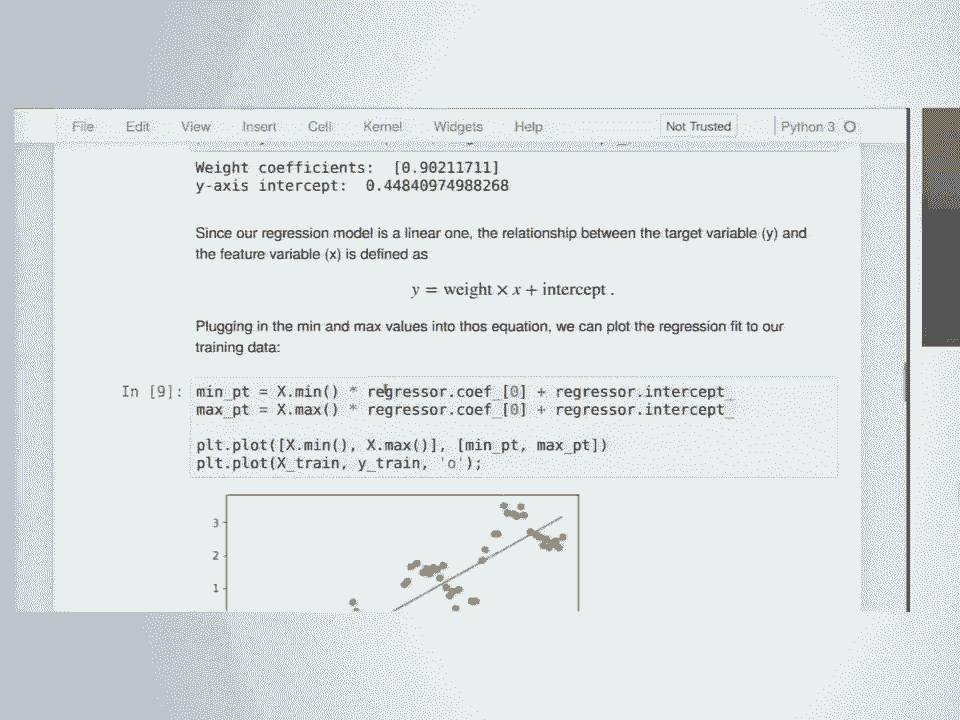 File Edit View Insert Cell Kernel Widgets Help Not Trusted Python 3
Weight coefficients:  [0.90211711]
y-axis intercept:  0.44840974988268
Since our regression model is a linear one, the relationship between the target variable (y) and
the feature variable (x) is defined as
y = weight × x + intercept .
Plugging in the min and max values into thos equation, we can plot the regression fit to our
training data:
In [9]: min_pt = X.min() * regressor.coef_[0] + regressor.intercept_
max_pt = X.max() * regressor.coef_[0] + regressor.intercept_
plt.plot([X.min(), X.max()], [min_pt, max_pt])
plt.plot(X_train, y_train, 'o');
3
2
1